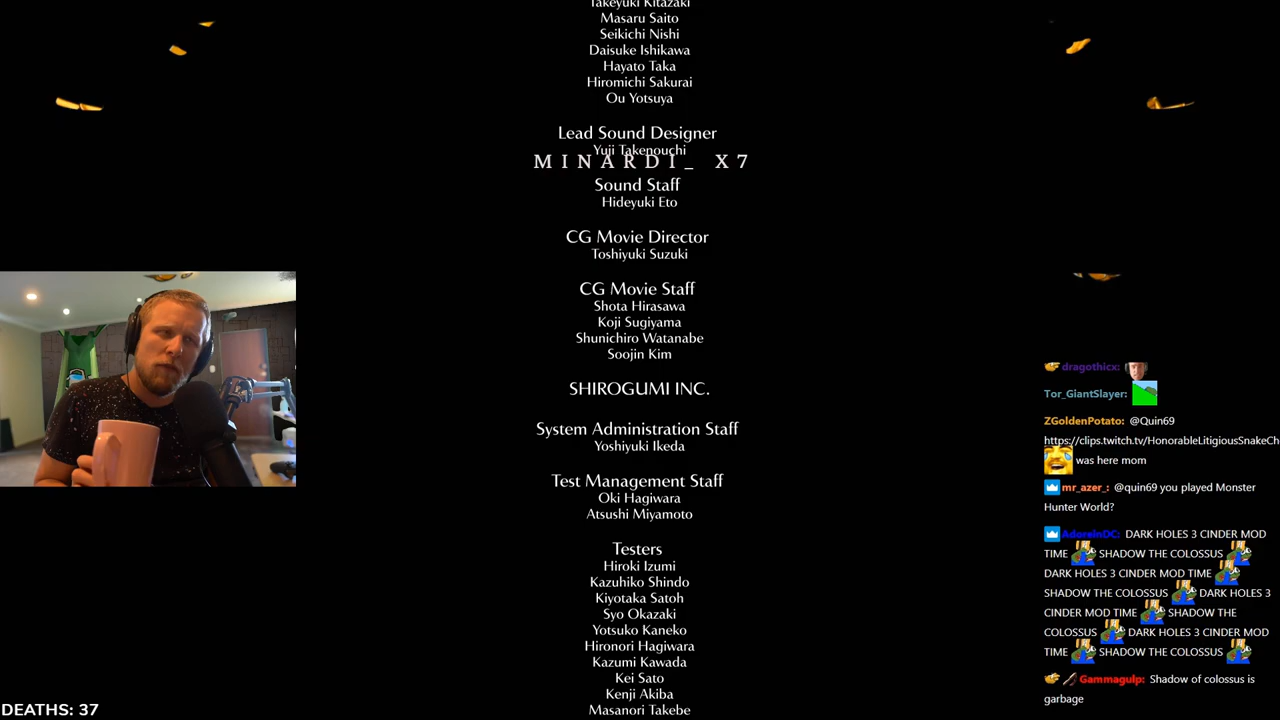 Takeyuki Kitazaki
Masaru Saito
Seikichi Nishi
Daisuke Ishikawa
Hayato Taka
Hiromichi Sakurai
Ou Yotsuya
Lead Sound Designer
Yuji Takenouchi
MINARDI_ X7
Sound Staff
Hideyuki Eto
CG Movie Director
Toshiyuki Suzuki
CG Movie Staff
Shota Hirasawa
Koji Sugiyama
Shunichiro Watanabe
Soojin Kim
SHIROGUMI INC.
System Administration Staff
Yoshiyuki Ikeda
Test Management Staff
Oki Hagiwara
Atsushi Miyamoto
Testers
Hiroki Izumi
Kazuhiko Shindo
Kiyotaka Satoh
Syo Okazaki
Yotsuko Kaneko
Hironori Hagiwara
Kazumi Kawada
Kei Sato
Kenji Akiba
Masanori Takebe
dragothicx:
Tor_GiantSlayer:
ZGoldenPotato: @Quin69
https://clips.twitch.tv/HonorableLitigiousSnakeCh
was here mom
mr_azer_: @quin69 you played Monster
Hunter World?
AdoreinDC: DARK HOLES 3 CINDER MOD
TIME SHADOW THE COLOSSUS
DARK HOLES 3 CINDER MOD TIME
SHADOW THE COLOSSUS DARK HOLES 3
CINDER MOD TIME SHADOW THE
COLOSSUS DARK HOLES 3 CINDER MOD
TIME SHADOW THE COLOSSUS
Gammagulp: Shadow of colossus is
garbage
DEATHS: 37